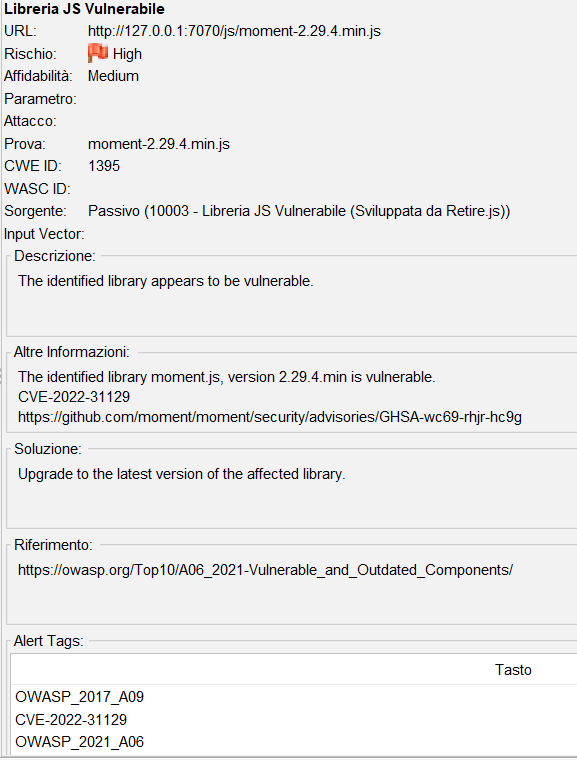 Libreria JS Vulnerabile
URL: http://127.0.0.1:7070/js/moment-2.29.4.min.js
Rischio: High
Affidabilità: Medium
Parametro:
Attacco:
Prova: moment-2.29.4.min.js
CWE ID: 1395
WASC ID:
Sorgente: Passivo (10003 - Libreria JS Vulnerabile (Sviluppata da Retire.js))
Input Vector:
Descrizione:
The identified library appears to be vulnerable.
Altre Informazioni:
The identified library moment.js, version 2.29.4.min is vulnerable.
CVE-2022-31129
https://github.com/moment/moment/security/advisories/GHSA-wc69-rhjr-hc9g
Soluzione:
Upgrade to the latest version of the affected library.
Riferimento:
https://owasp.org/Top10/A06_2021-Vulnerable_and_Outdated_Components/
Alert Tags:
Tasto
OWASP_2017_A09
CVE-2022-31129
OWASP_2021_A06